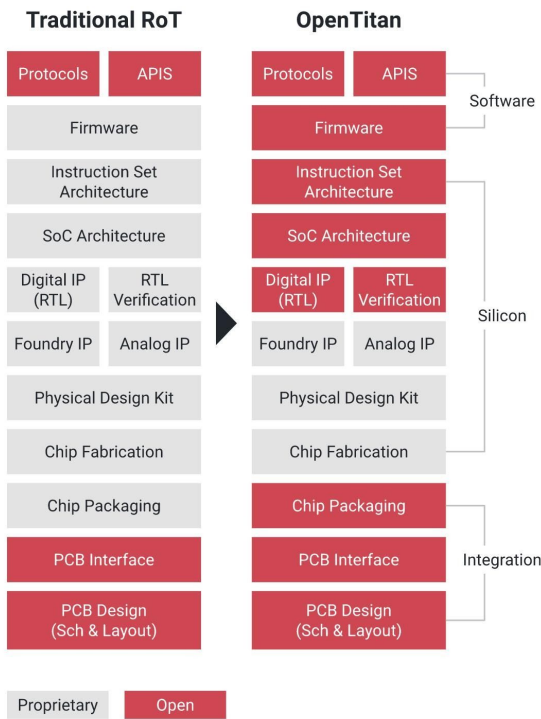 Traditional RoT
OpenTitan
Protocols
APIS
Protocols
APIS
Software
Firmware
Firmware
Instruction Set
Architecture
Instruction Set
Architecture
SoC Architecture
SoC Architecture
Digital IP
(RTL)
RTL
Verification
Digital IP
(RTL)
RTL
Verification
Silicon
Foundry IP
Analog IP
Foundry IP
Analog IP
Physical Design Kit
Physical Design Kit
Chip Fabrication
Chip Fabrication
Chip Packaging
Chip Packaging
PCB Interface
PCB Interface
Integration
PCB Design
(Sch & Layout)
PCB Design
(Sch & Layout)
Proprietary
Open